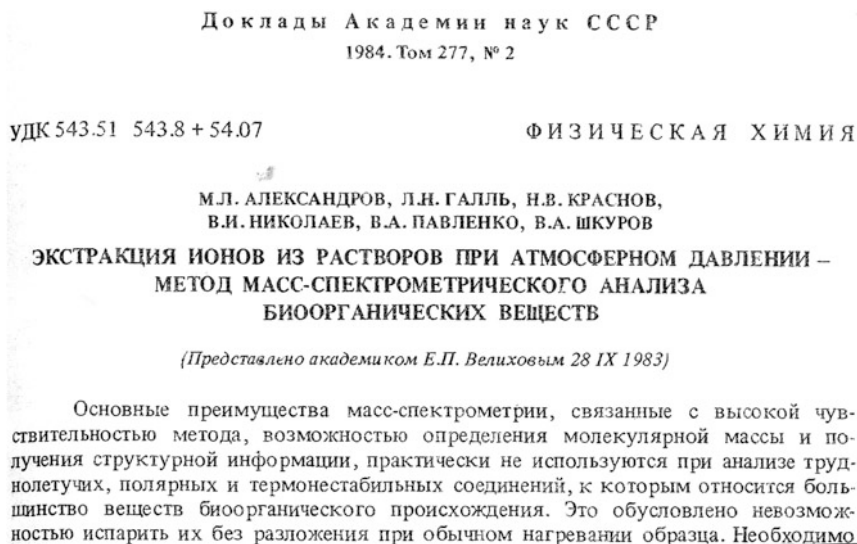 Доклады Академии наук СССР
1984. Том 277, № 2
УДК 543.51 543.8 + 54.07 ФИЗИЧЕСКАЯ ХИМИЯ
М.Л. АЛЕКСАНДРОВ, Л.Н. ГАЛЛЬ, Н.В. КРАСНОВ,
В.И. НИКОЛАЕВ, В.А. ПАВЛЕНКО, В.А. ШКУРОВ
ЭКСТРАКЦИЯ ИОНОВ ИЗ РАСТВОРОВ ПРИ АТМОСФЕРНОМ ДАВЛЕНИИ –
МЕТОД МАСС-СПЕКТРОМЕТРИЧЕСКОГО АНАЛИЗА
БИООРГАНИЧЕСКИХ ВЕЩЕСТВ
(Представлено академиком Е.П. Велиховым 28 IX 1983)
Основные преимущества масс-спектрометрии, связанные с высокой чув-
ствительностью метода, возможностью определения молекулярной массы и по-
лучения структурной информации, практически не используются при анализе труд-
нолетучих, полярных и термонестабильных соединений, к которым относится боль-
шинство веществ биоорганического происхождения. Это обусловлено невозмож-
ностью испарить их без разложения при обычном нагревании образца. Необходимо